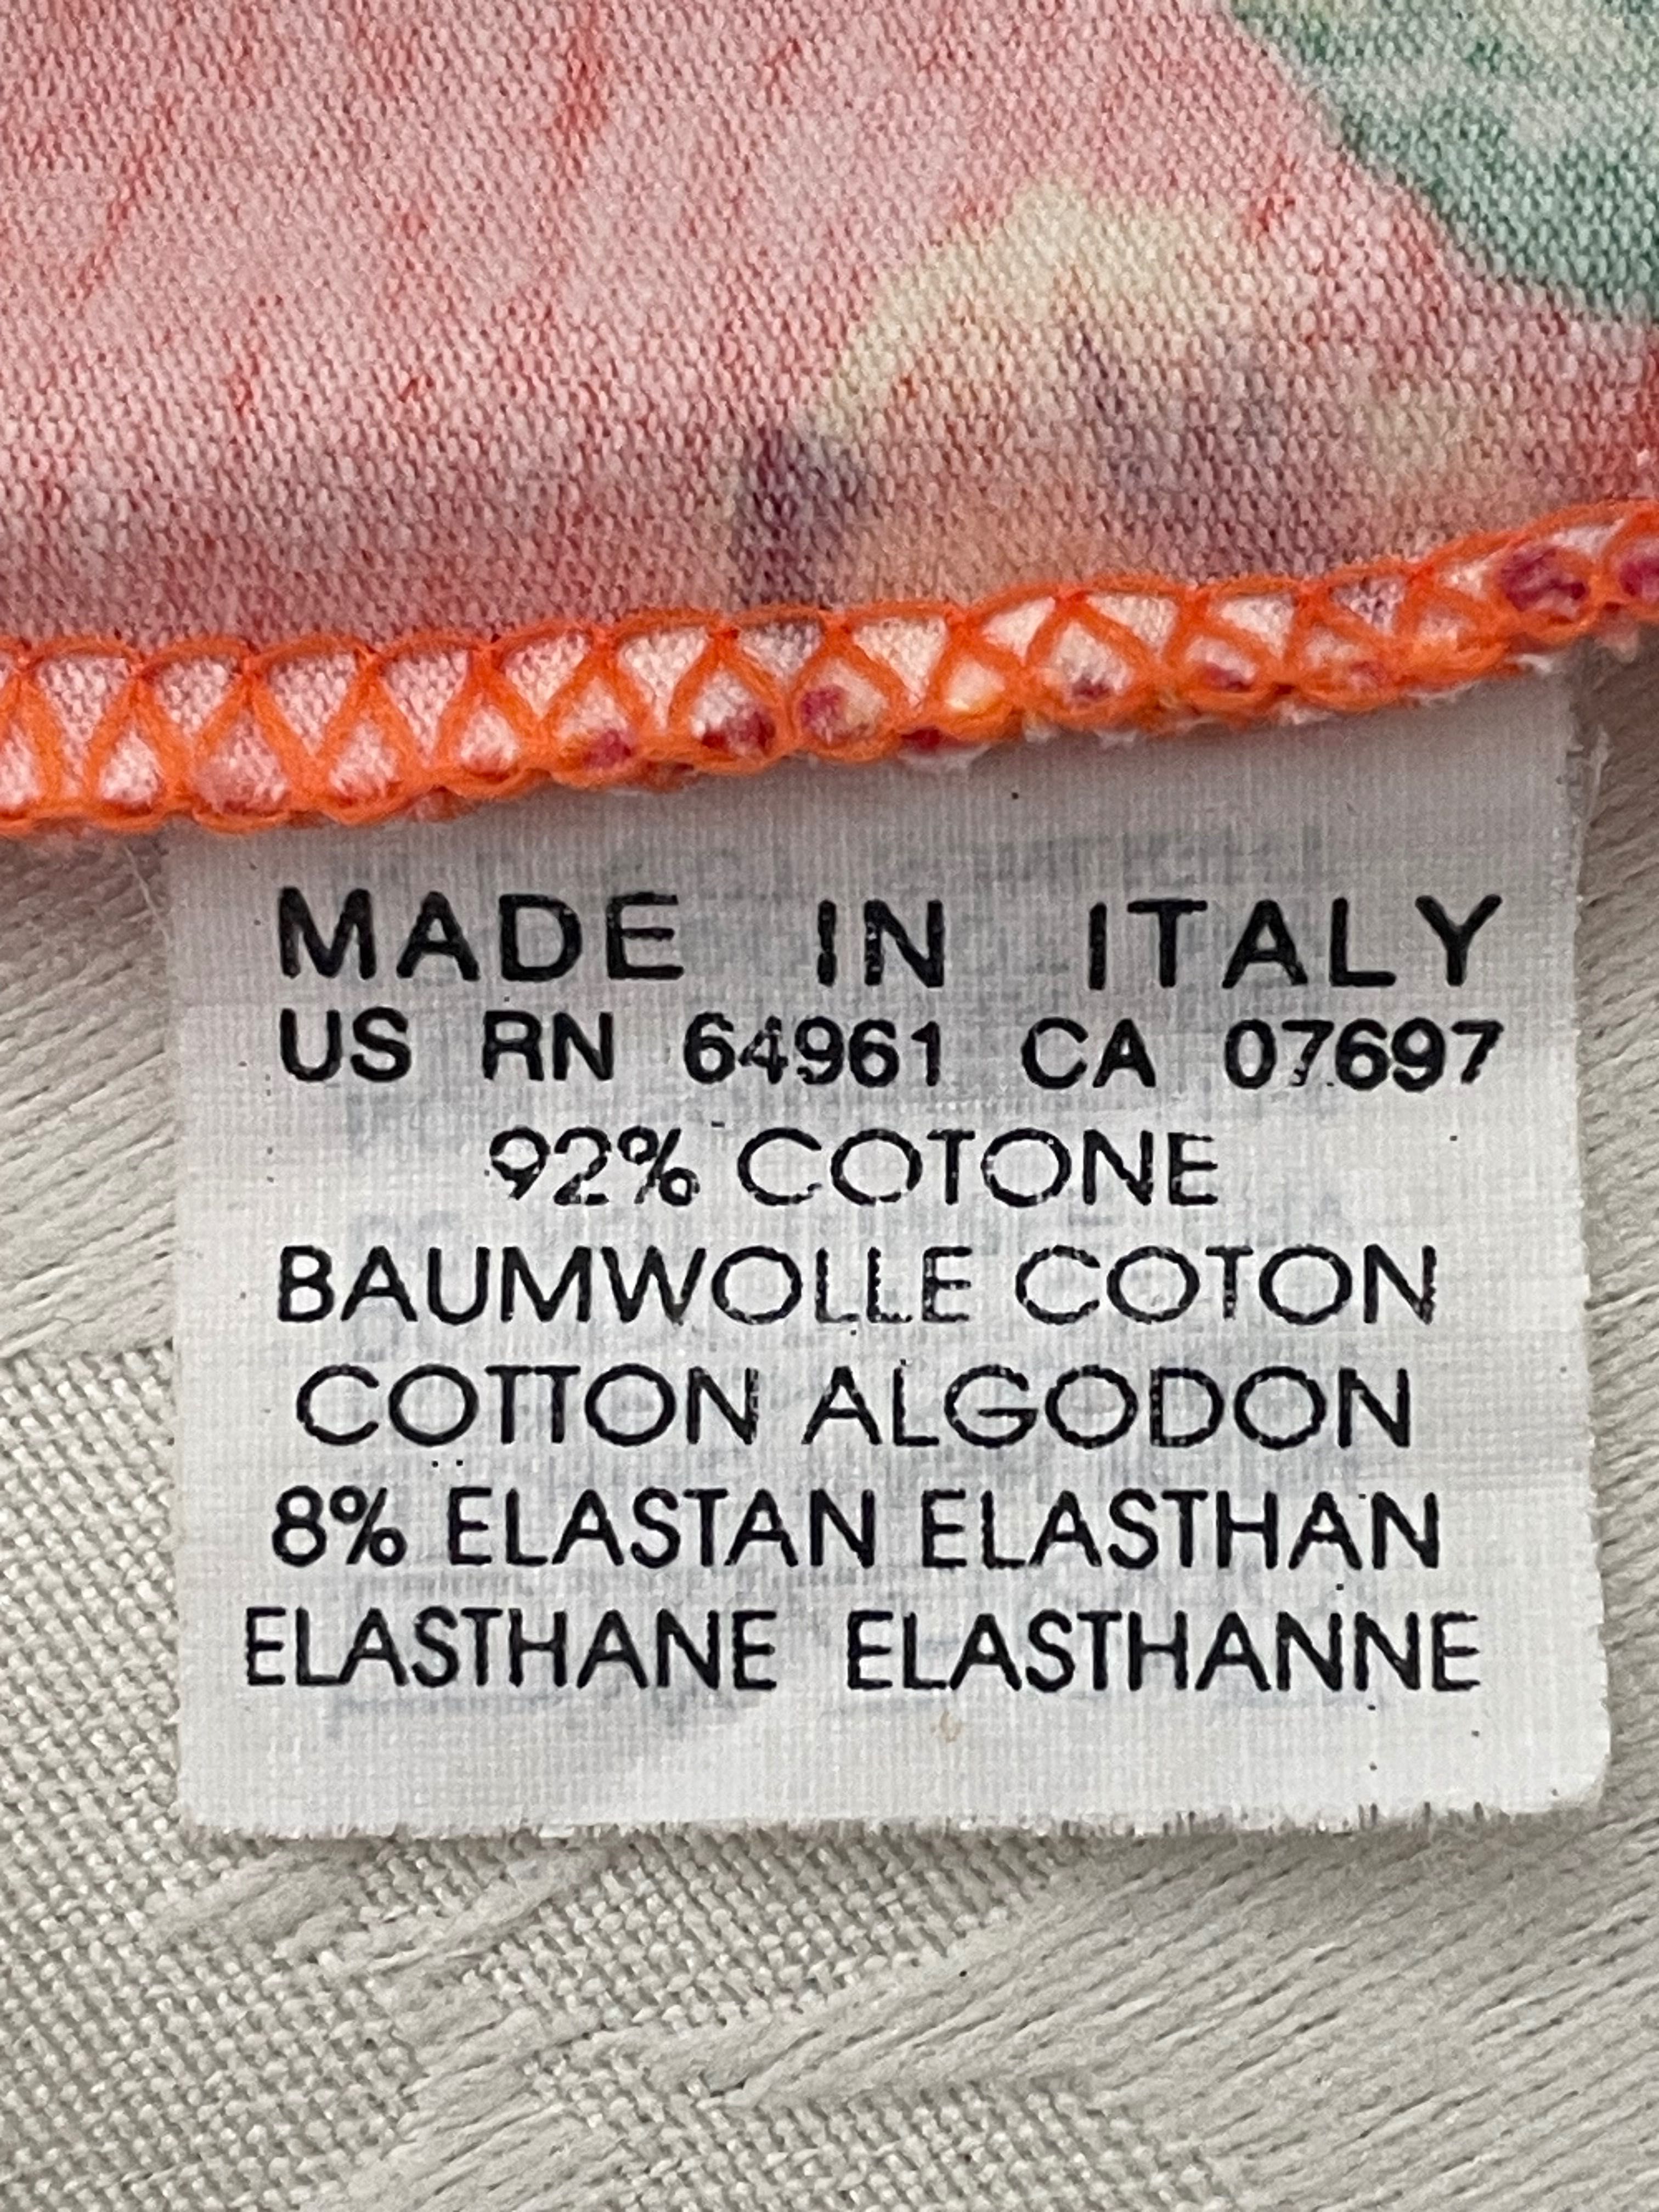 MADE IN ITALY
US RN 64961 CA 07697
92% COTONE
BAUMWOLLE COTON
COTTON ALGODON
8% ELASTAN ELASTHAN
ELASTHANE ELASTHANNE